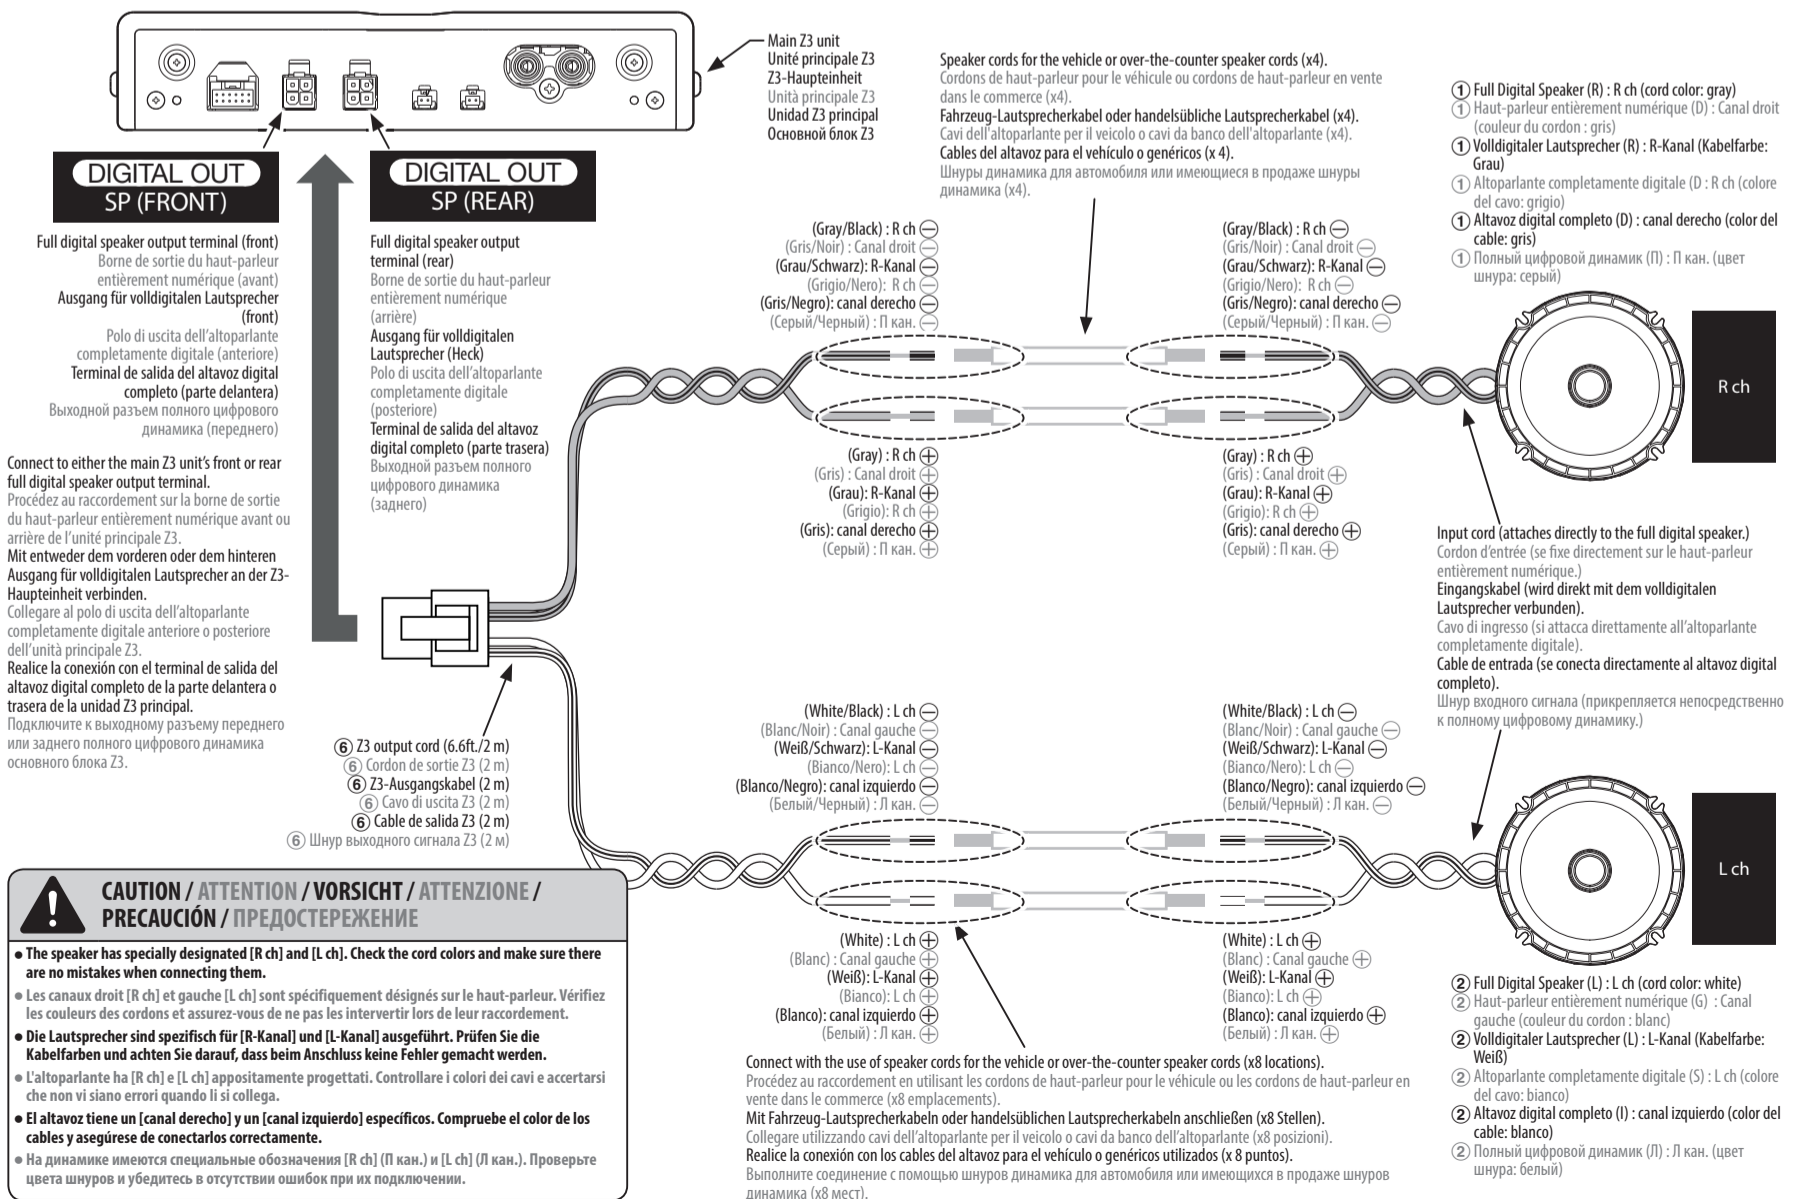 Main Z3 unit
Unité principale Z3
Z3-Haupteinheit
Unità principale Z3
Unidad Z3 principal
Основной блок Z3
DIGITAL OUT
SP (FRONT)
Full digital speaker output terminal (front)
Borne de sortie du haut-parleur
entièrement numérique (avant)
Ausgang für volldigitalen Lautsprecher
(front)
Polo di uscita dell'altoparlante
completamente digitale (anteriore)
Terminal de salida del altavoz digital
completo (parte delantera)
Выходной разъем полного цифрового
динамика (переднего)
DIGITAL OUT
SP (REAR)
Full digital speaker output
terminal (rear)
Borne de sortie du haut-parleur
entièrement numérique
(arrière)
Ausgang für volldigitalen
Lautsprecher (Heck)
Polo di uscita dell'altoparlante
completamente digitale
(posteriore)
Terminal de salida del altavoz
digital completo (parte trasera)
Выходной разъем полного
цифрового динамика
(заднего)
Connect to either the main Z3 unit's front or rear
full digital speaker output terminal.
Procédez au raccordement sur la borne de sortie
du haut-parleur entièrement numérique avant ou
arrière de l'unité principale Z3.
Mit entweder dem vorderen oder dem hinteren
Ausgang für volldigitalen Lautsprecher an der Z3-
Haupteinheit verbinden.
Collegare al polo di uscita dell'altoparlante
completamente digitale anteriore o posteriore
dell'unità principale Z3.
Realice la conexión con el terminal de salida del
altavoz digital completo de la parte delantera o
trasera de la unidad Z3 principal.
Подключите к выходному разъему переднего
или заднего полного цифрового динамика
основного блока Z3.
Speaker cords for the vehicle or over-the-counter speaker cords (x4).
Cordons de haut-parleur pour le véhicule ou cordons de haut-parleur en vente
dans le commerce (x4).
Fahrzeug-Lautsprecherkabel oder handelsübliche Lautsprecherkabel (x4).
Cavi dell'altoparlante per il veicolo o cavi da banco dell'altoparlante (x4).
Cables del altavoz para el vehículo o genéricos (x 4).
Шнуры динамика для автомобиля или имеющиеся в продаже шнуры
динамика (x4).
① Full Digital Speaker (R) : R ch (cord color: gray)
① Haut-parleur entièrement numérique (D) : Canal droit
(couleur du cordon : gris)
① Volldigitaler Lautsprecher (R) : R-Kanal (Kabelfarbe:
Grau)
① Altoparlante completamente digitale (D : R ch (colore
del cavo: grigio)
① Altavoz digital completo (D) : canal derecho (color del
cable: gris)
① Полный цифровой динамик (П) : П кан. (цвет
шнура: серый)
(Gray/Black) : R ch ⊖
(Gris/Noir) : Canal droit ⊖
(Grau/Schwarz): R-Kanal ⊖
(Grigio/Nero): R ch ⊖
(Gris/Negro): canal derecho ⊖
(Серый/Черный) : П кан. ⊖
(Gray/Black) : R ch ⊖
(Gris/Noir) : Canal droit ⊖
(Grau/Schwarz): R-Kanal ⊖
(Grigio/Nero): R ch ⊖
(Gris/Negro): canal derecho ⊖
(Серый/Черный) : П кан. ⊖
R ch
(Gray) : R ch ⊕
(Gris) : Canal droit ⊕
(Grau): R-Kanal ⊕
(Grigio): R ch ⊕
(Gris): canal derecho ⊕
(Серый) : П кан. ⊕
(Gray) : R ch ⊕
(Gris) : Canal droit ⊕
(Grau): R-Kanal ⊕
(Grigio): R ch ⊕
(Gris): canal derecho ⊕
(Серый) : П кан. ⊕
Input cord (attaches directly to the full digital speaker.)
Cordon d'entrée (se fixe directement sur le haut-parleur
entièrement numérique.)
Eingangskabel (wird direkt mit dem volldigitalen
Lautsprecher verbunden).
Cavo di ingresso (si attacca direttamente all'altoparlante
completamente digitale).
Cable de entrada (se conecta directamente al altavoz digital
completo).
Шнур входного сигнала (прикрепляется непосредственно
к полному цифровому динамику.)
⑥ Z3 output cord (6.6ft./2 m)
⑥ Cordon de sortie Z3 (2 m)
⑥ Z3-Ausgangskabel (2 m)
⑥ Cavo di uscita Z3 (2 m)
⑥ Cable de salida Z3 (2 m)
⑥ Шнур выходного сигнала Z3 (2 м)
(White/Black) : L ch ⊖
(Blanc/Noir) : Canal gauche ⊖
(Weiß/Schwarz): L-Kanal ⊖
(Bianco/Nero): L ch ⊖
(Blanco/Negro): canal izquierdo ⊖
(Белый/Черный) : Л кан. ⊖
(White/Black) : L ch ⊖
(Blanc/Noir) : Canal gauche ⊖
(Weiß/Schwarz): L-Kanal ⊖
(Bianco/Nero): L ch ⊖
(Blanco/Negro): canal izquierdo ⊖
(Белый/Черный) : Л кан. ⊖
L ch
(White) : L ch ⊕
(Blanc) : Canal gauche ⊕
(Weiß): L-Kanal ⊕
(Bianco): L ch ⊕
(Blanco): canal izquierdo ⊕
(Белый) : Л кан. ⊕
(White) : L ch ⊕
(Blanc) : Canal gauche ⊕
(Weiß): L-Kanal ⊕
(Bianco): L ch ⊕
(Blanco): canal izquierdo ⊕
(Белый) : Л кан. ⊕
② Full Digital Speaker (L) : L ch (cord color: white)
② Haut-parleur entièrement numérique (G) : Canal
gauche (couleur du cordon : blanc)
② Volldigitaler Lautsprecher (L) : L-Kanal (Kabelfarbe:
Weiß)
② Altoparlante completamente digitale (S) : L ch (colore
del cavo: bianco)
② Altavoz digital completo (I) : canal izquierdo (color del
cable: blanco)
② Полный цифровой динамик (Л) : Л кан. (цвет
шнура: белый)
Connect with the use of speaker cords for the vehicle or over-the-counter speaker cords (x8 locations).
Procédez au raccordement en utilisant les cordons de haut-parleur pour le véhicule ou les cordons de haut-parleur en
vente dans le commerce (x8 emplacements).
Mit Fahrzeug-Lautsprecherkabeln oder handelsüblichen Lautsprecherkabeln anschließen (x8 Stellen).
Collegare utilizzando cavi dell'altoparlante per il veicolo o cavi da banco dell'altoparlante (x8 posizioni).
Realice la conexión con los cables del altavoz para el vehículo o genéricos utilizados (x 8 puntos).
Выполните соединение с помощью шнуров динамика для автомобиля или имеющихся в продаже шнуров
динамика (x8 мест).
CAUTION / ATTENTION / VORSICHT / ATTENZIONE /
PRECAUCIÓN / ПРЕДОСТЕРЕЖЕНИЕ
● The speaker has specially designated [R ch] and [L ch]. Check the cord colors and make sure there
are no mistakes when connecting them.
● Les canaux droit [R ch] et gauche [L ch] sont spécifiquement désignés sur le haut-parleur. Vérifiez
les couleurs des cordons et assurez-vous de ne pas les intervertir lors de leur raccordement.
● Die Lautsprecher sind spezifisch für [R-Kanal] und [L-Kanal] ausgeführt. Prüfen Sie die
Kabelfarben und achten Sie darauf, dass beim Anschluss keine Fehler gemacht werden.
● L'altoparlante ha [R ch] e [L ch] appositamente progettati. Controllare i colori dei cavi e accertarsi
che non vi siano errori quando li si collega.
● El altavoz tiene un [canal derecho] y un [canal izquierdo] específicos. Compruebe el color de los
cables y asegúrese de conectarlos correctamente.
● На динамике имеются специальные обозначения [R ch] (П кан.) и [L ch] (Л кан.). Проверьте
цвета шнуров и убедитесь в отсутствии ошибок при их подключении.